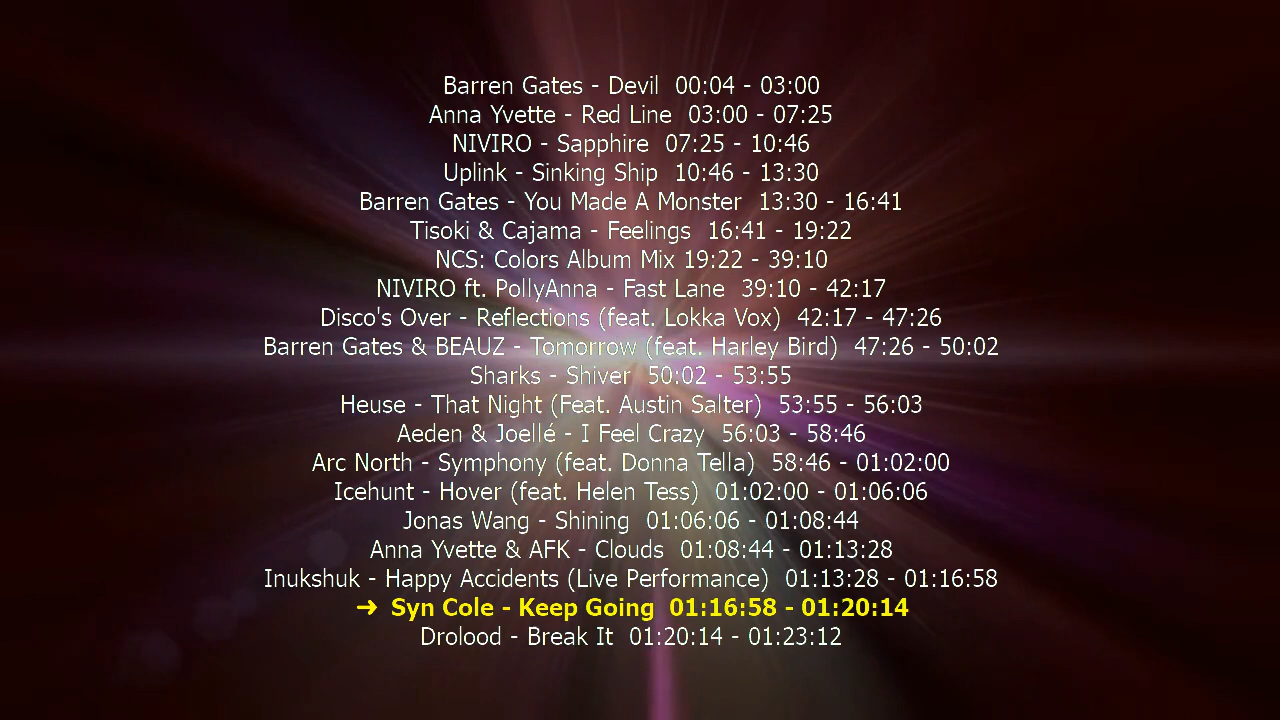 Barren Gates - Devil  00:04 - 03:00
Anna Yvette - Red Line  03:00 - 07:25
NIVIRO - Sapphire  07:25 - 10:46
Uplink - Sinking Ship  10:46 - 13:30
Barren Gates - You Made A Monster  13:30 - 16:41
Tisoki & Cajama - Feelings  16:41 - 19:22
NCS: Colors Album Mix 19:22 - 39:10
NIVIRO ft. PollyAnna - Fast Lane  39:10 - 42:17
Disco's Over - Reflections (feat. Lokka Vox)  42:17 - 47:26
Barren Gates & BEAUZ - Tomorrow (feat. Harley Bird)  47:26 - 50:02
Sharks - Shiver  50:02 - 53:55
Heuse - That Night (Feat. Austin Salter)  53:55 - 56:03
Aeden & Joellé - I Feel Crazy  56:03 - 58:46
Arc North - Symphony (feat. Donna Tella)  58:46 - 01:02:00
Icehunt - Hover (feat. Helen Tess)  01:02:00 - 01:06:06
Jonas Wang - Shining  01:06:06 - 01:08:44
Anna Yvette & AFK - Clouds  01:08:44 - 01:13:28
Inukshuk - Happy Accidents (Live Performance)  01:13:28 - 01:16:58
➜ Syn Cole - Keep Going  01:16:58 - 01:20:14
Drolood - Break It  01:20:14 - 01:23:12